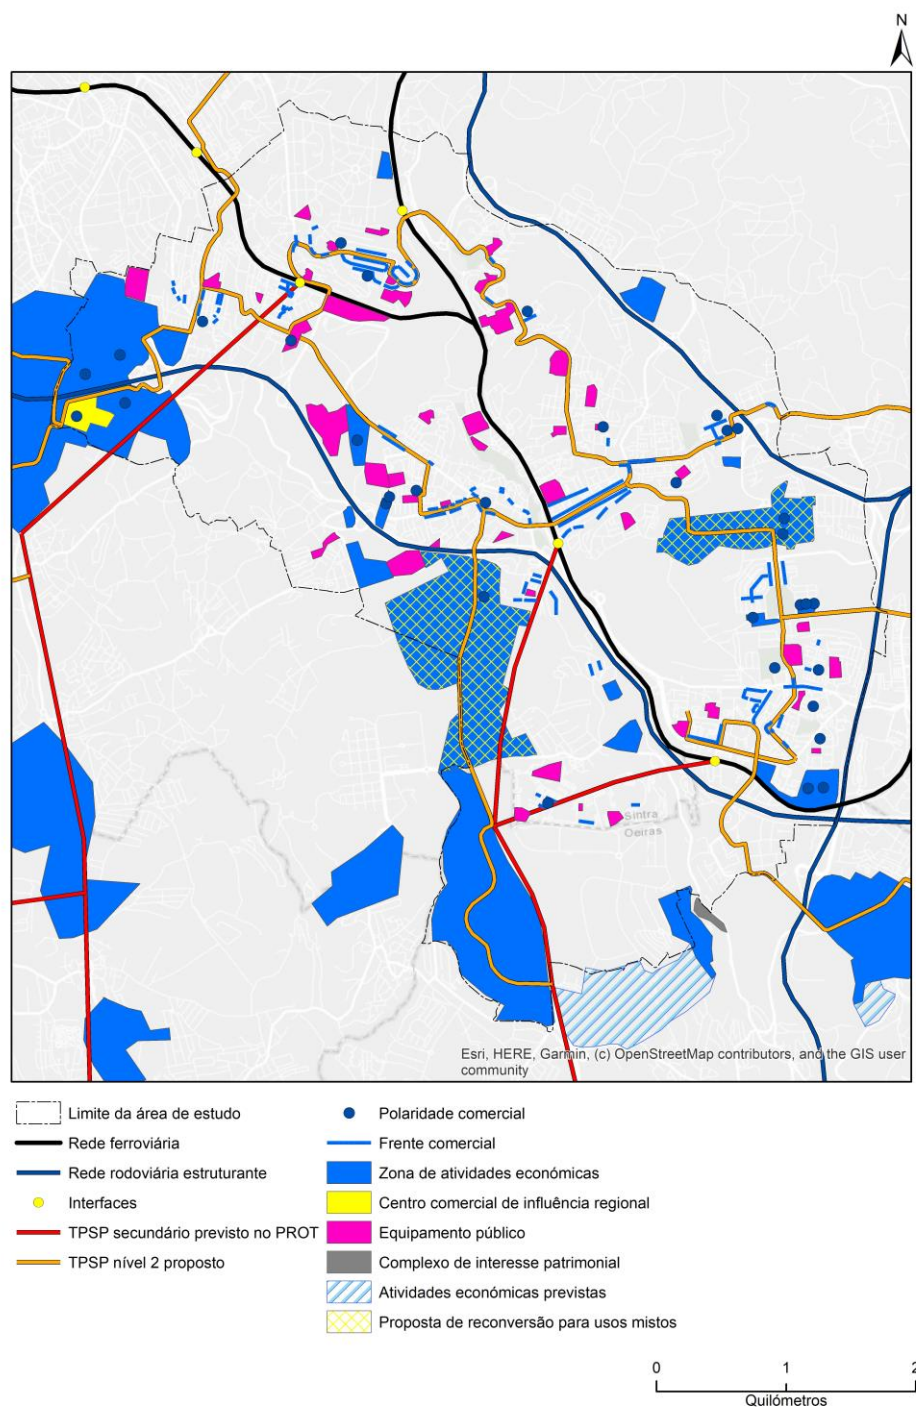 N
Sintra
Oeiras
Esri, HERE, Garmin, (c) OpenStreetMap contributors, and the GIS user
community
Limite da área de estudo
Rede ferroviária
Rede rodoviária estruturante
Interfaces
TPSP secundário previsto no PROT
TPSP nível 2 proposto
Polaridade comercial
Frente comercial
Zona de atividades económicas
Centro comercial de influência regional
Equipamento público
Complexo de interesse patrimonial
Atividades económicas previstas
Proposta de reconversão para usos mistos
0 1 2
Quilómetros